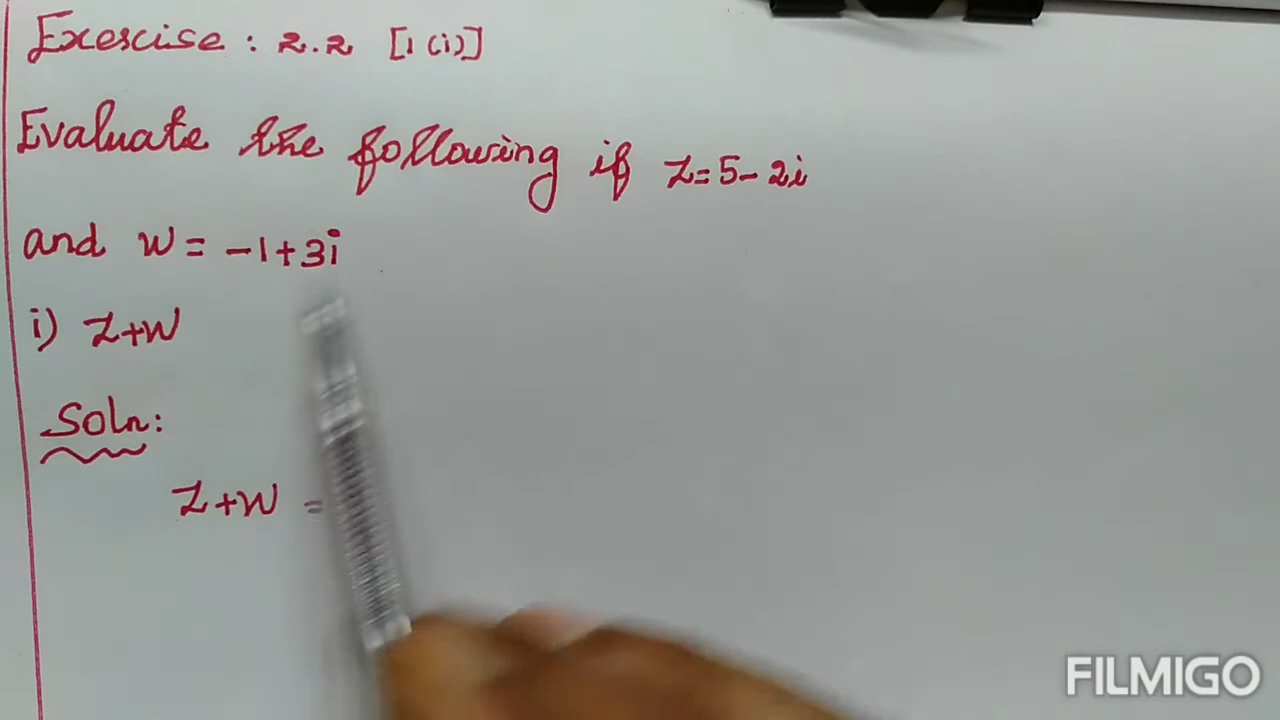 Exercise : 2.2 [1 (i)]
Evaluate the following if z = 5 - 2i
and w = -1 + 3i
i) z+w
Soln:
z+w =
FILMIGO